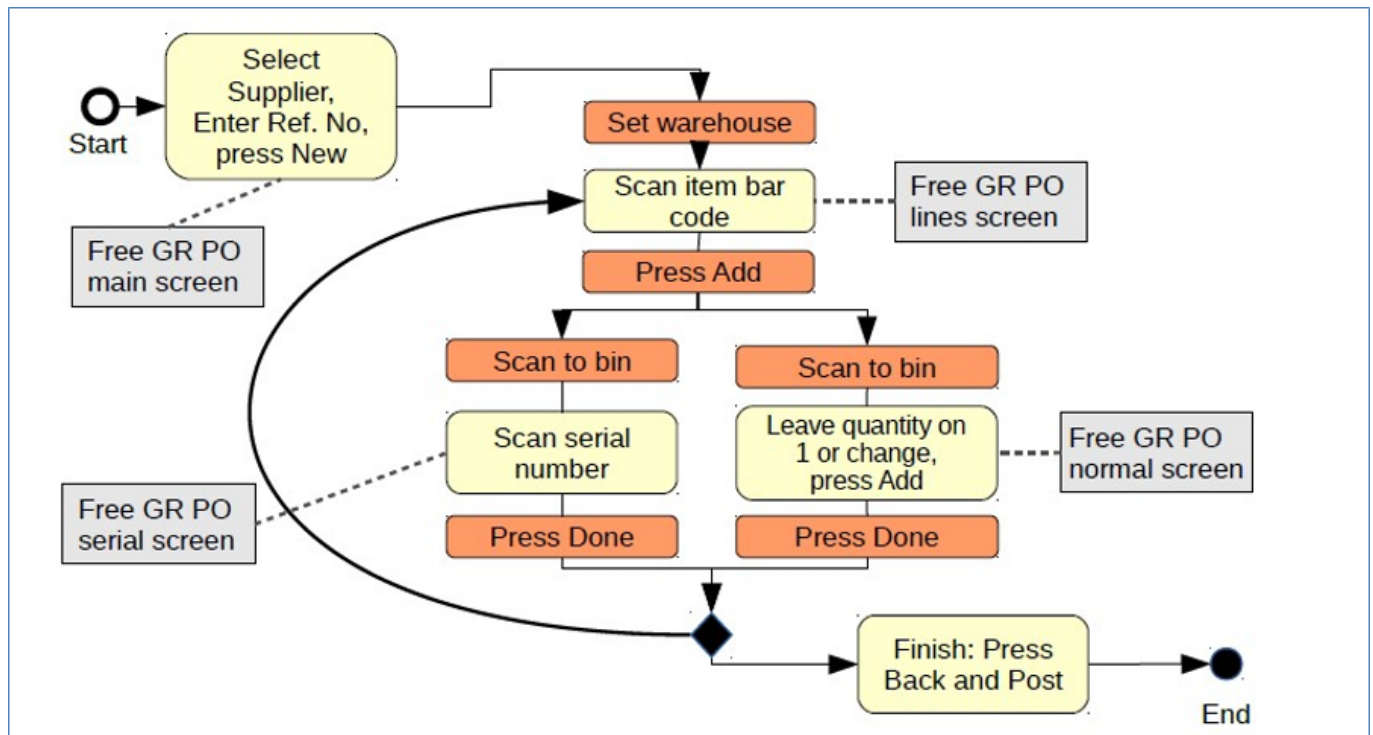 Start
Select
Supplier,
Enter Ref. No,
press New
Free GR PO
main screen
Set warehouse
Scan item bar
code
Free GR PO
lines screen
Press Add
Scan to bin
Scan serial
number
Free GR PO
serial screen
Press Done
Scan to bin
Leave quantity on
1 or change,
press Add
Free GR PO
normal screen
Press Done
Finish: Press
Back and Post
End